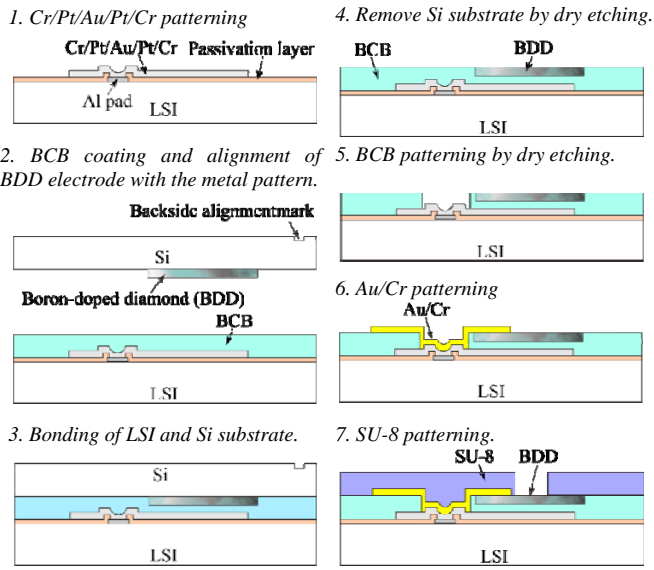 1. Cr/Pt/Au/Pt/Cr patterning
Cr/Pt/Au/Pt/Cr Passivation layer
Al pad
LSI
2. BCB coating and alignment of
BDD electrode with the metal pattern.
Backside alignmentmark
Si
Boron-doped diamond (BDD)
BCB
LSI
3. Bonding of LSI and Si substrate.
Si
LSI
4. Remove Si substrate by dry etching.
BCB
BDD
LSI
5. BCB patterning by dry etching.
LSI
6. Au/Cr patterning
Au/Cr
LSI
7. SU-8 patterning.
SU-8 BDD
LSI